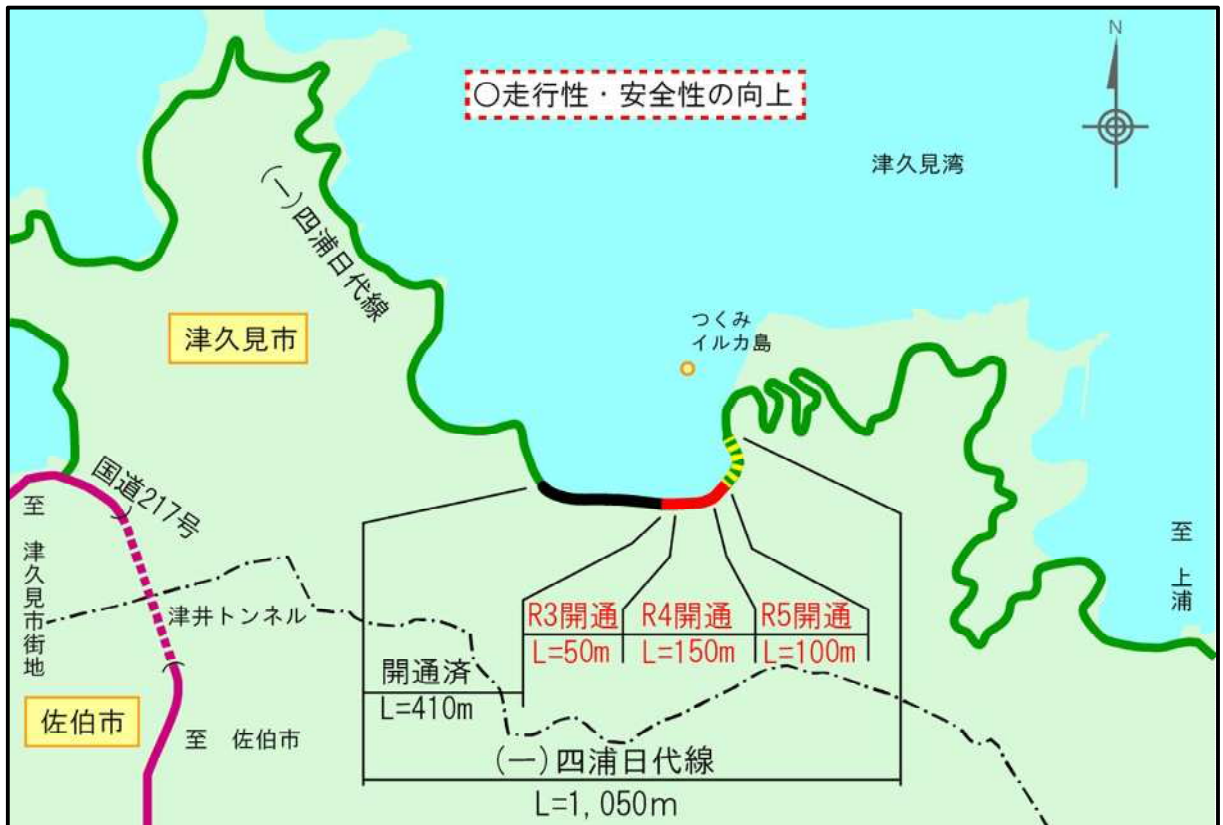 ○走行性・安全性の向上
N
津久見湾
(一)四浦日代線
津久見市
つくみ
イルカ島
国道217号
至 津久見市街地
津井トンネル
至 上浦
R3開通
R4開通
R5開通
L=50m
L=150m
L=100m
開通済
L=410m
佐伯市
至 佐伯市
(一)四浦日代線
L=1,050m